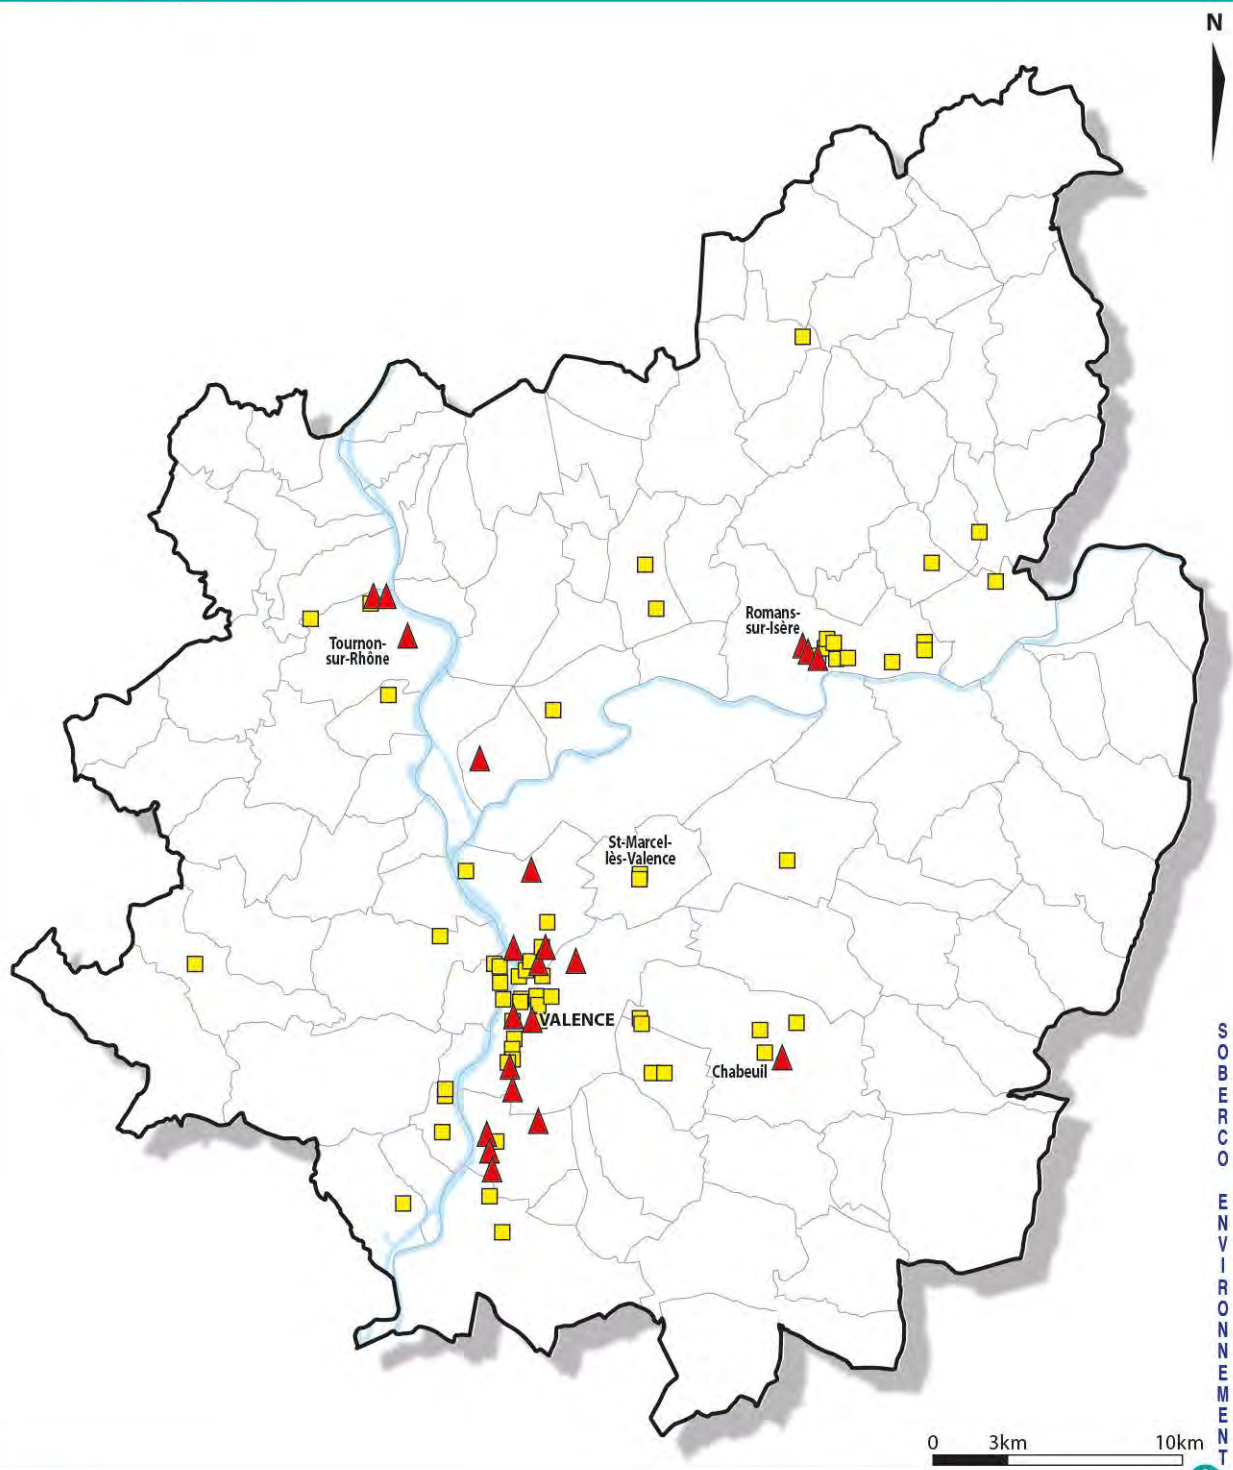 N
Romans-
sur-Isère
Tournon-
sur-Rhône
St-Marcel-
lès-Valence
VALENCE
Chabeuil
SOBERCO ENVIRONNEMENT
0 3km 10km